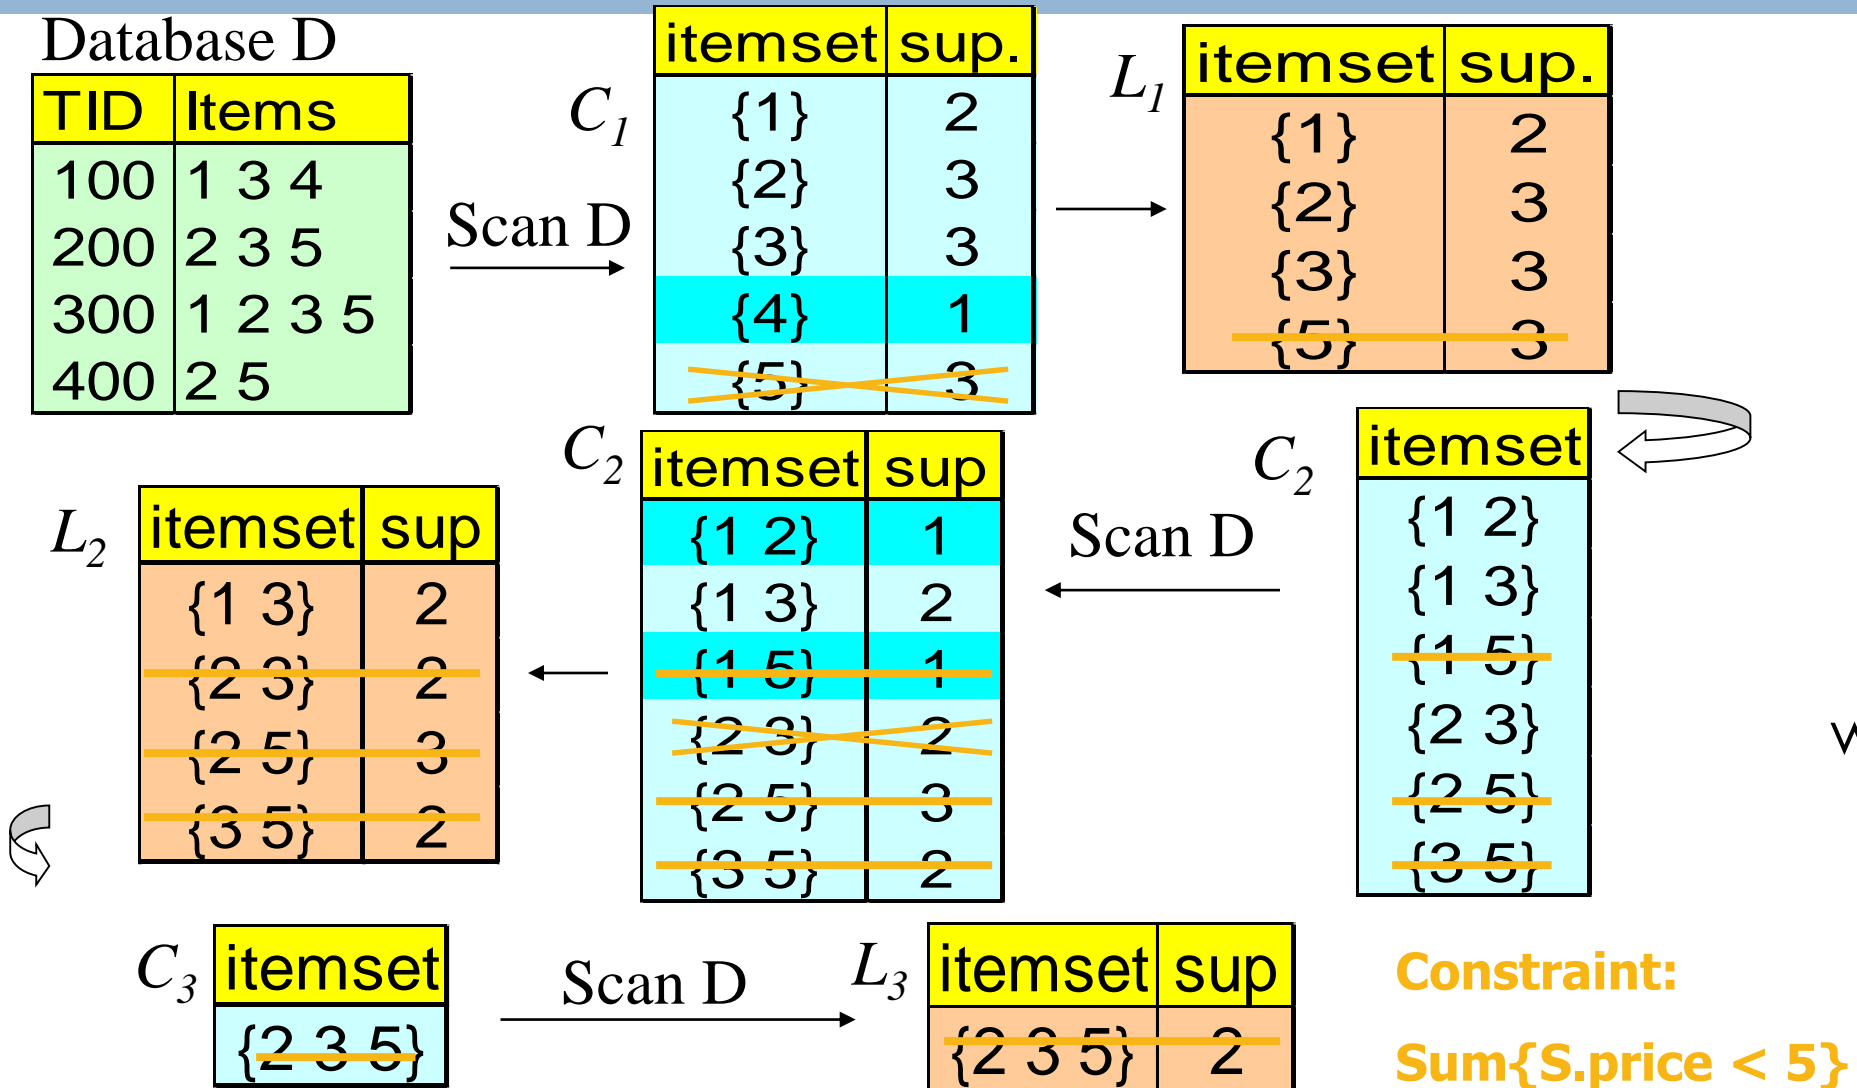 Database D
TID Items
100 1 3 4
200 2 3 5
300 1 2 3 5
400 2 5
Scan D
C1
itemset sup.
{1} 2
{2} 3
{3} 3
{4} 1
{5} 3
L1
itemset sup.
{1} 2
{2} 3
{3} 3
{5} 3
C2
itemset
{1 2}
{1 3}
{1 5}
{2 3}
{2 5}
{3 5}
Scan D
C2
itemset sup
{1 2} 1
{1 3} 2
{1 5} 1
{2 3} 2
{2 5} 3
{3 5} 2
L2
itemset sup
{1 3} 2
{2 3} 2
{2 5} 3
{3 5} 2
C3
itemset
{2 3 5}
Scan D
L3
itemset sup
{2 3 5} 2
Constraint:
Sum{S.price < 5}